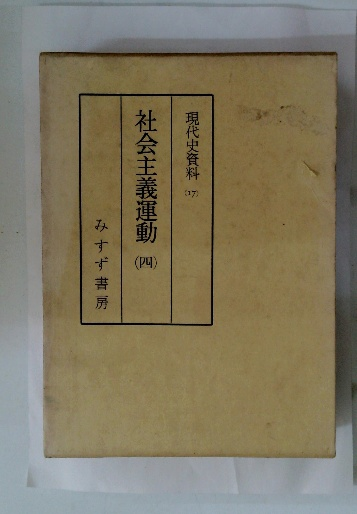 現代史資料 (17)
社会主義運動 (四)
みすず書房